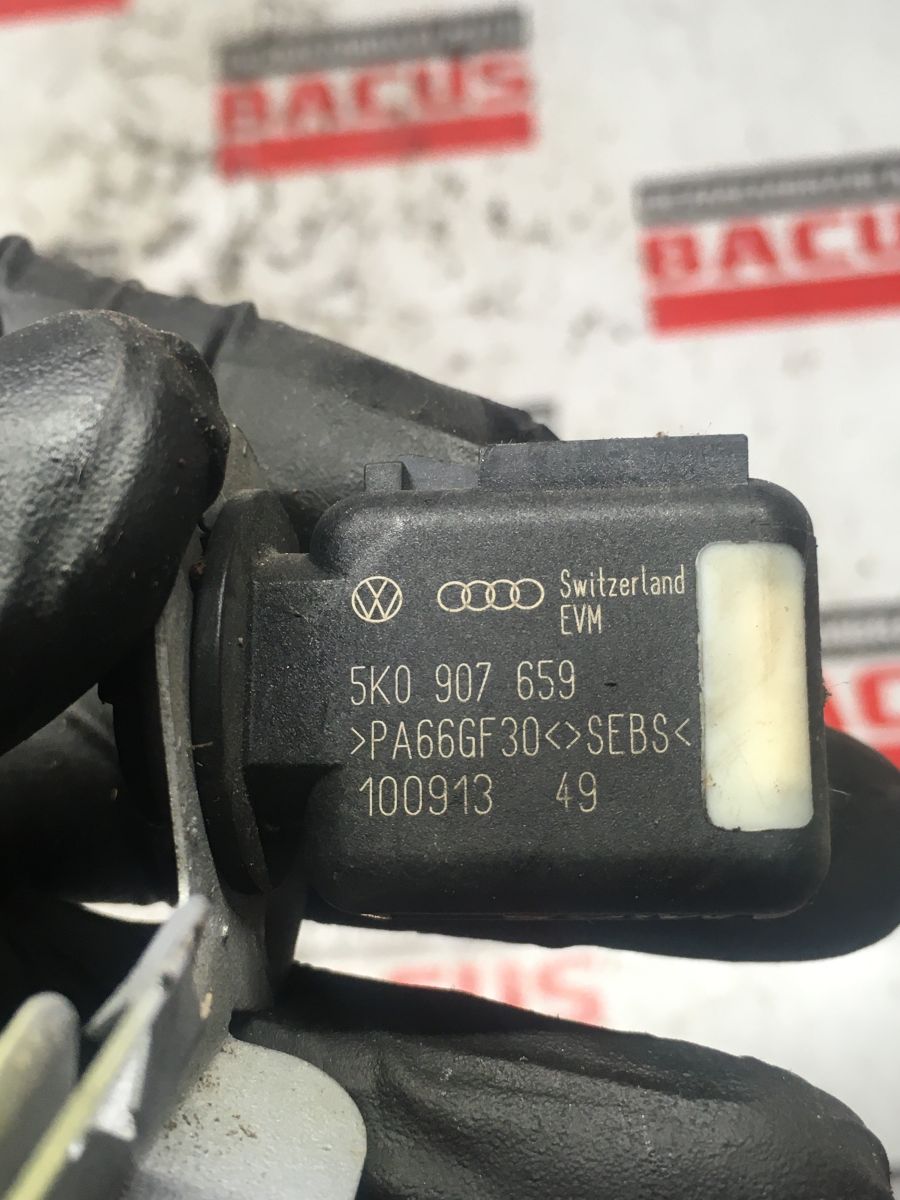 BACUS
BACUS
Switzerland
EVM
5K0 907 659
>PA66GF30<>SEBS<
100913 49